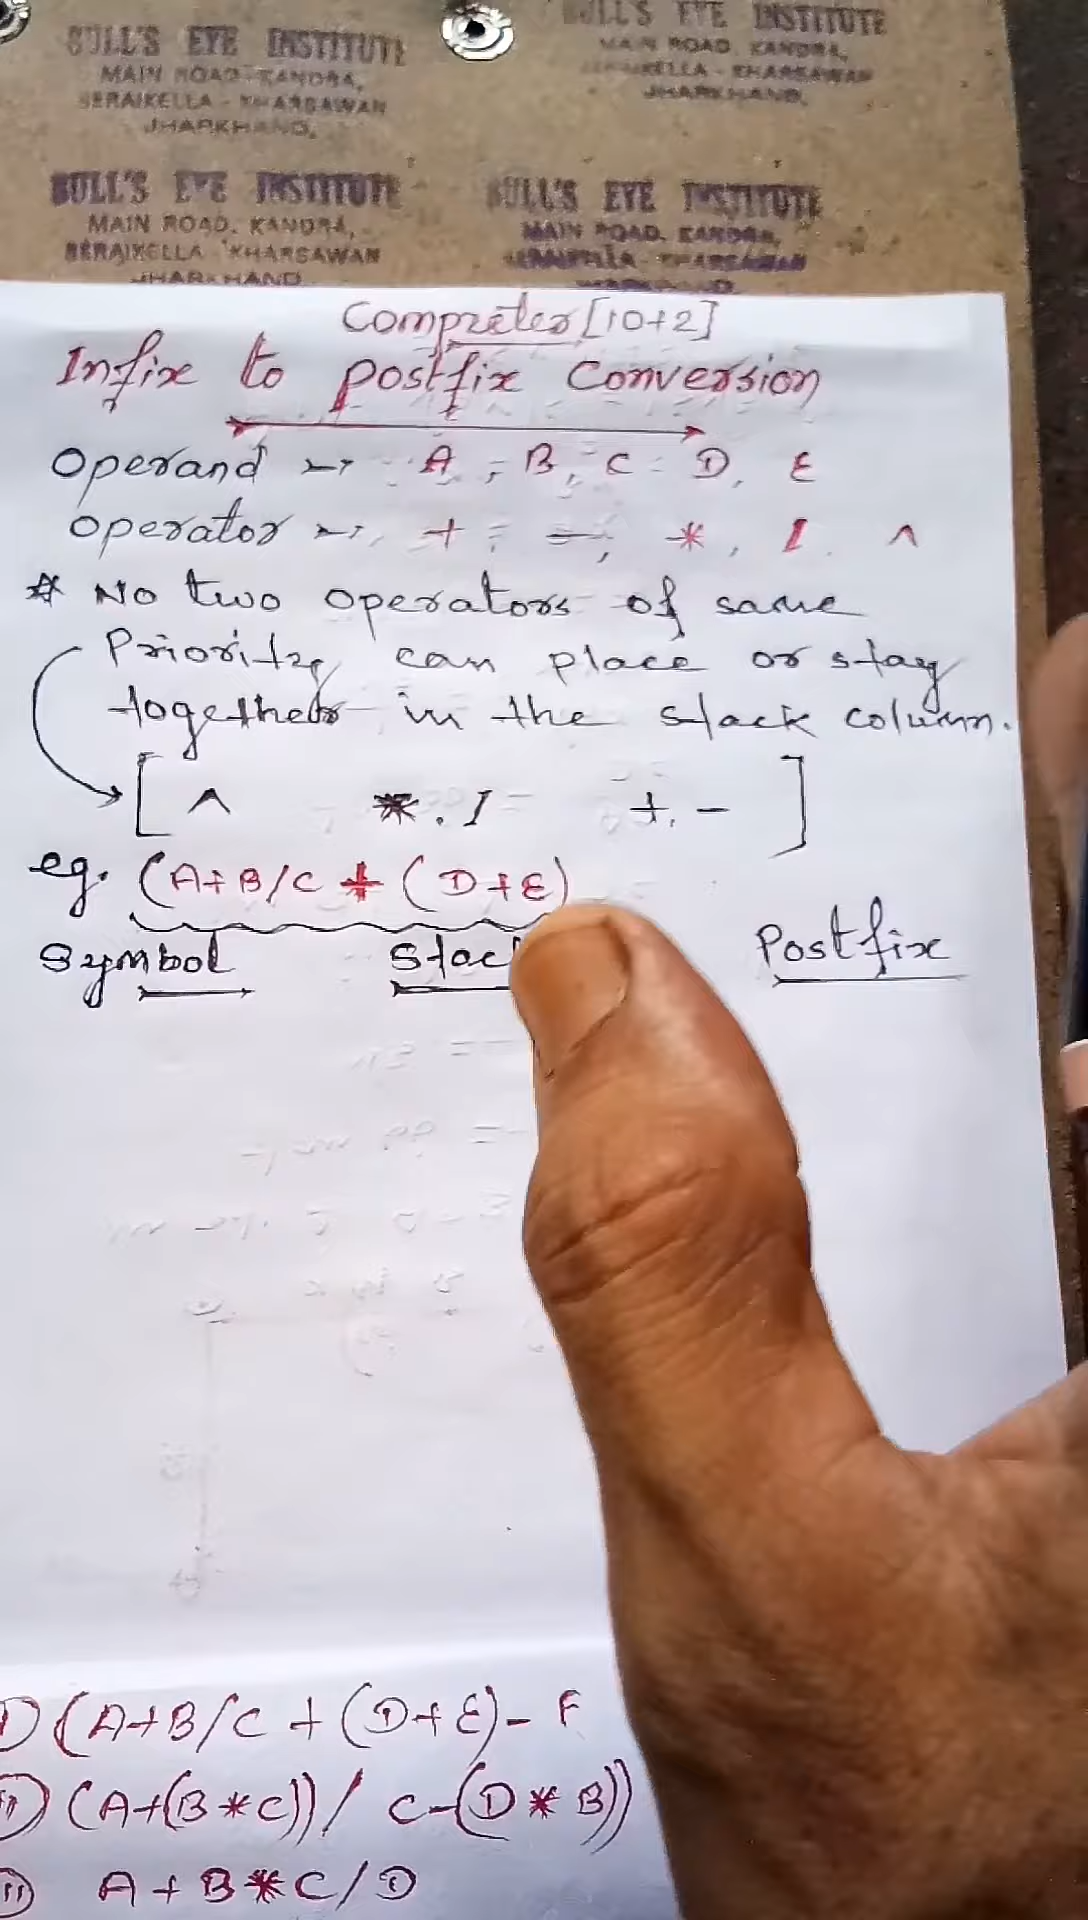 BULL'S EYE INSTITUTE
MAIN ROAD KANDRA,
SERAIKELLA - KHARSAWAN
JHARKHAND,
BULL'S EYE INSTITUTE
MAIN ROAD KANDRA,
SERAIKELLA - KHARSAWAN
JHARKHAND,
BULL'S EYE INSTITUTE
MAIN ROAD. KANDRA,
SERAIKELLA KHARSAWAN
JHARKHAND
BULL'S EYE INSTITUTE
MAIN ROAD. KANDRA,
SERAIKELLA - KHARSAWAN
[10+2]
Infix to postfix Conversion
Operand → A, B, C, D, E
Operator → +, -, *, /, ^
* No two operators of same
Priority can place or stay
together in the stack column.
[ ^ *, / +, - ]
eg. (A+B/C + (D+E)
Symbol Postfix
I) (A+B/C + (D+E) - F
II) (A+(B*C)) / C-(D*B))
A + B*C/D